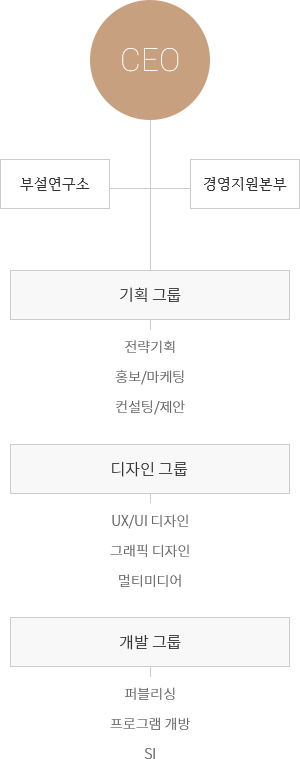 CEO
부설연구소
경영지원본부
기획 그룹
전략기획
홍보/마케팅
컨설팅/제안
디자인 그룹
UX/UI 디자인
그래픽 디자인
멀티미디어
개발 그룹
퍼블리싱
프로그램 개방
SI